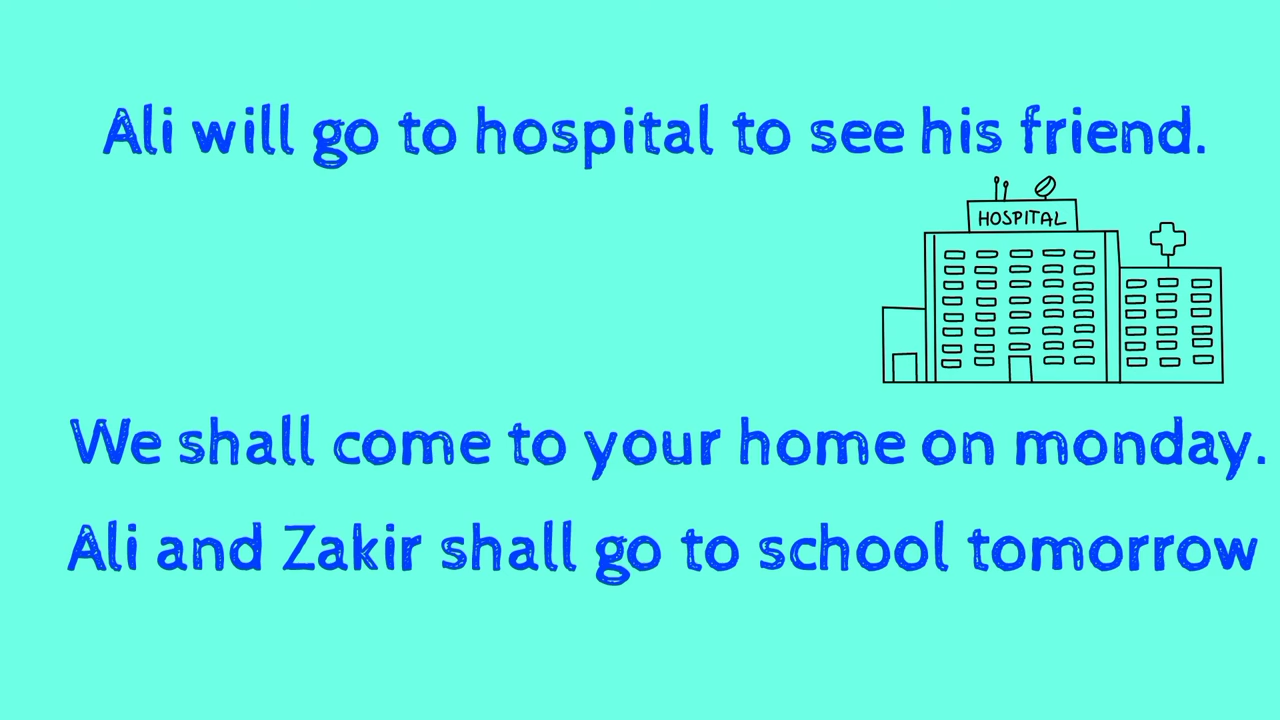 Ali will go to hospital to see his friend.
HOSPITAL
We shall come to your home on monday.
Ali and Zakir shall go to school tomorrow